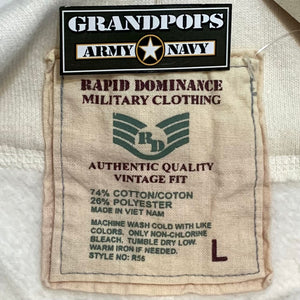 GRANDPOPS
ARMY NAVY
RAPID DOMINANCE
MILITARY CLOTHING
RD
AUTHENTIC QUALITY
VINTAGE FIT
74% COTTON/COTON
26% POLYESTER
MADE IN VIET NAM
MACHINE WASH COLD WITH LIKE
COLORS. ONLY NON-CHLORINE
BLEACH. TUMBLE DRY LOW.
WARM IRON IF NEEDED.
STYLE NO: R56
L